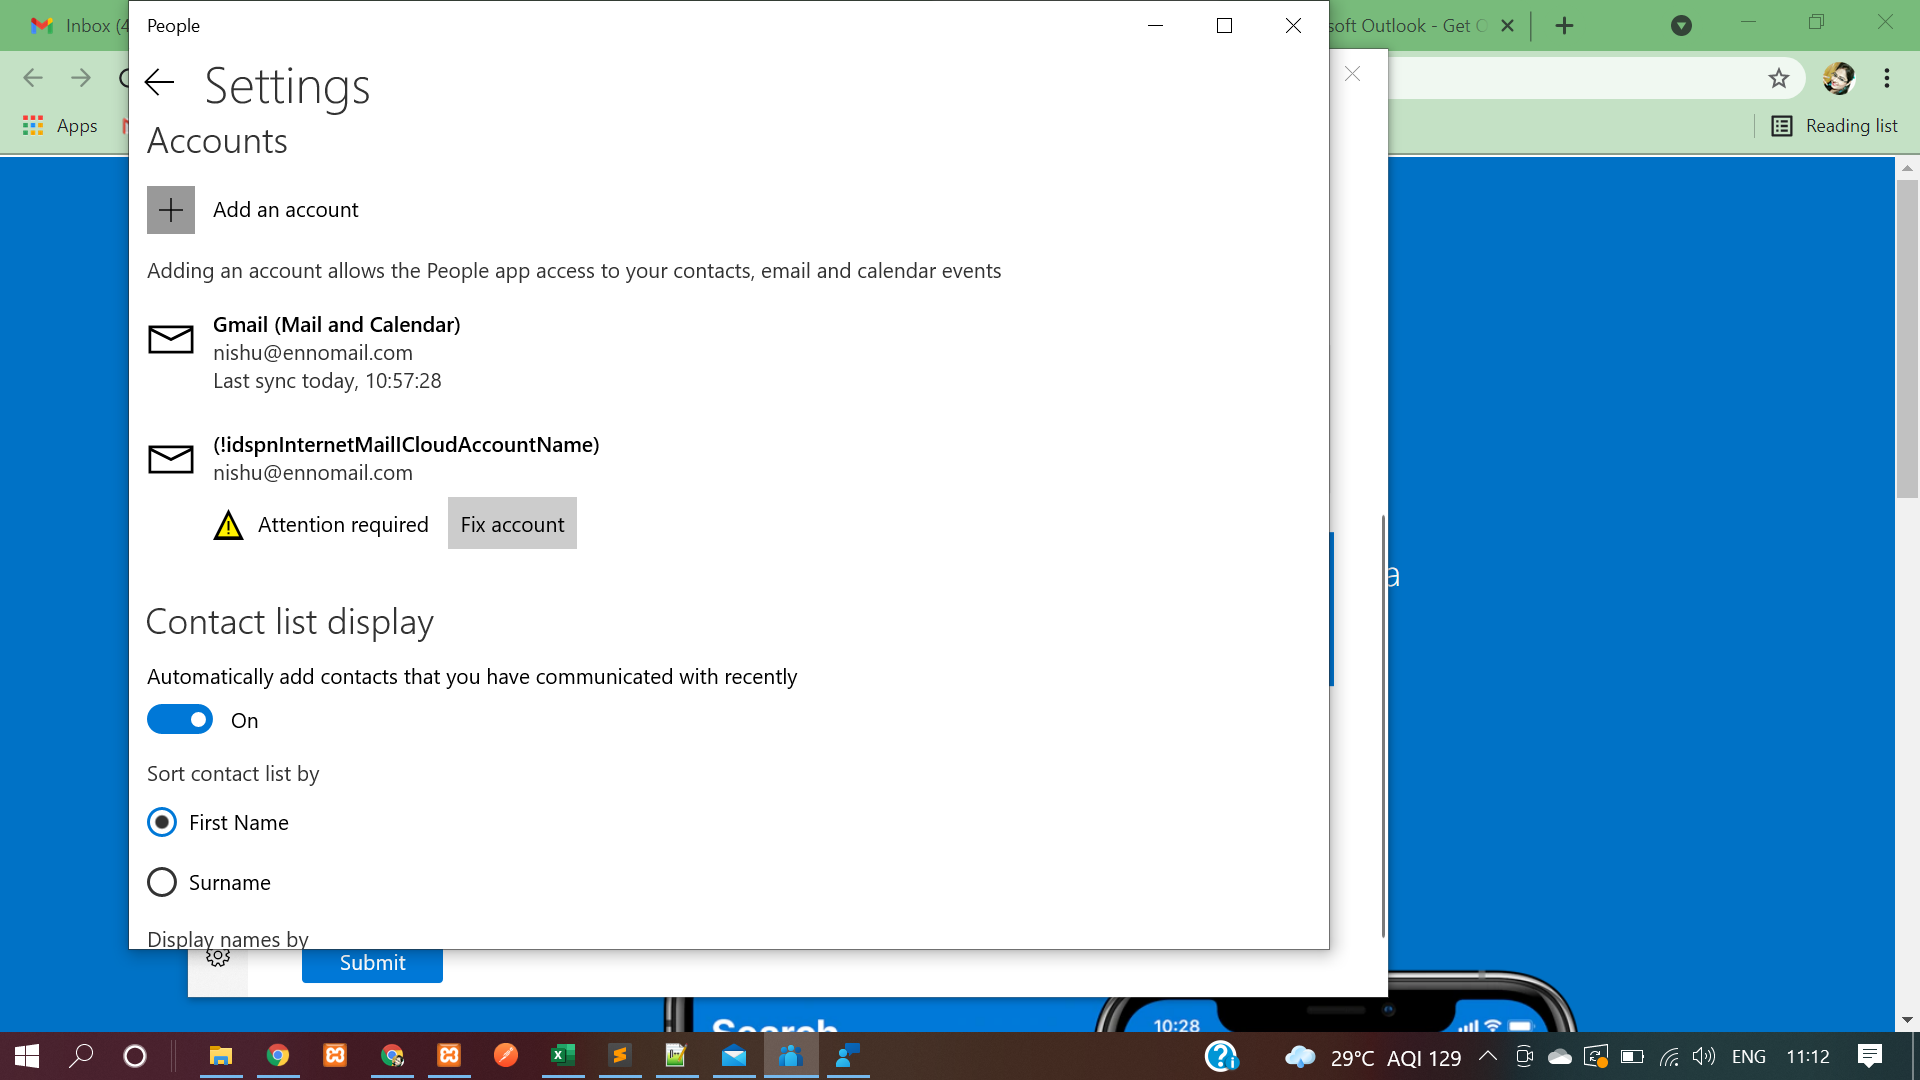 Inbox (4
People
soft Outlook - Get O
Settings
Apps
Reading list
Accounts
Add an account
Adding an account allows the People app access to your contacts, email and calendar events
Gmail (Mail and Calendar)
nishu@ennomail.com
Last sync today, 10:57:28
(!idspnInternetMailICloudAccountName)
nishu@ennomail.com
Attention required
Fix account
a
Contact list display
Automatically add contacts that you have communicated with recently
On
Sort contact list by
First Name
Surname
Display names by
Submit
Search
10:28
29°C AQI 129
ENG
11:12